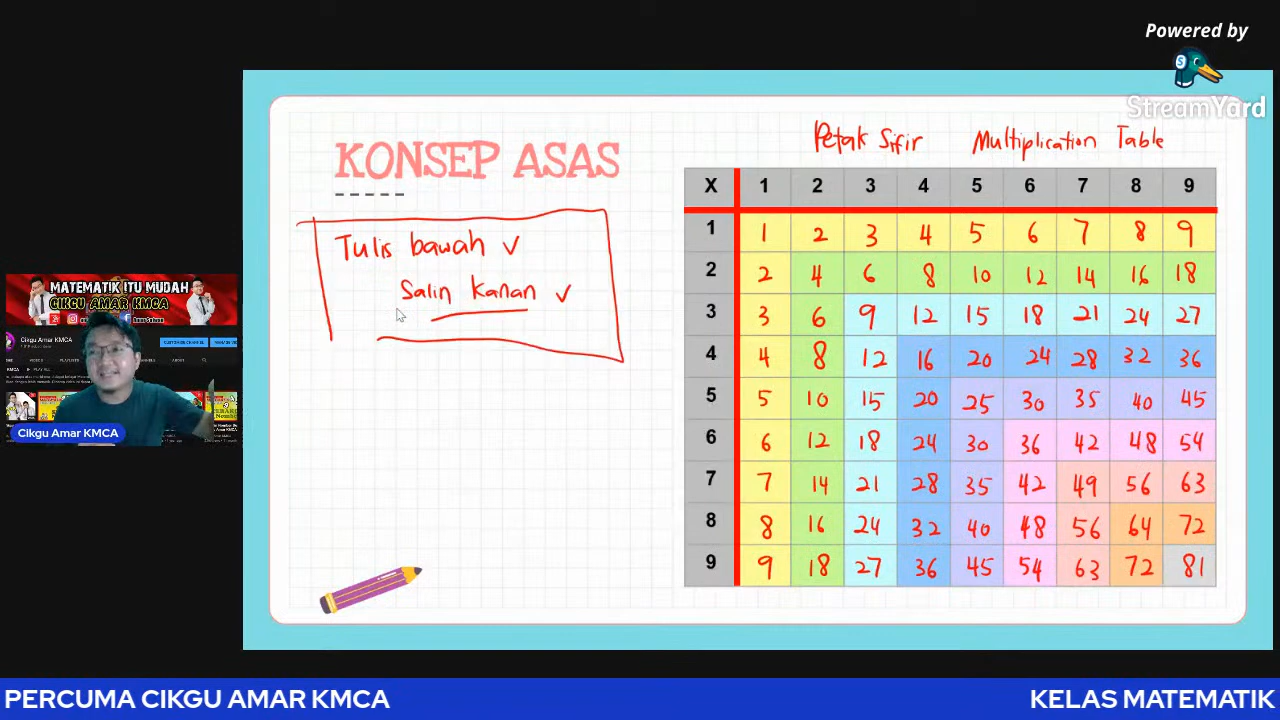 Powered by
StreamYard
KONSEP ASAS
Tulis bawah ✓
Salin kanan ✓
Petak Sifir Multiplication Table
X 1 2 3 4 5 6 7 8 9
1 1 2 3 4 5 6 7 8 9
2 2 4 6 8 10 12 14 16 18
3 3 6 9 12 15 18 21 24 27
4 4 8 12 16 20 24 28 32 36
5 5 10 15 20 25 30 35 40 45
6 6 12 18 24 30 36 42 48 54
7 7 14 21 28 35 42 49 56 63
8 8 16 24 32 40 48 56 64 72
9 9 18 27 36 45 54 63 72 81
MATEMATIK ITU MUDAH
CIKGU AMAR KMCA
Cikgu Amar KMCA
Cikgu Amar KMCA
PERCUMA CIKGU AMAR KMCA
KELAS MATEMATIK